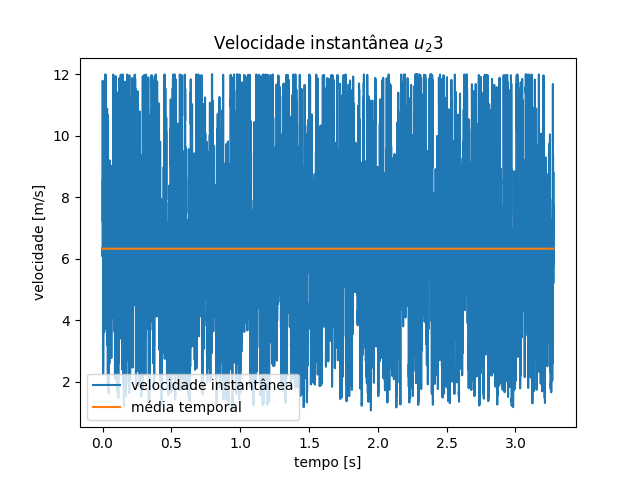 Velocidade instantânea u₂3
velocidade [m/s]
12
10
8
6
4
2
velocidade instantânea
média temporal
0.0 0.5 1.0 1.5 2.0 2.5 3.0
tempo [s]